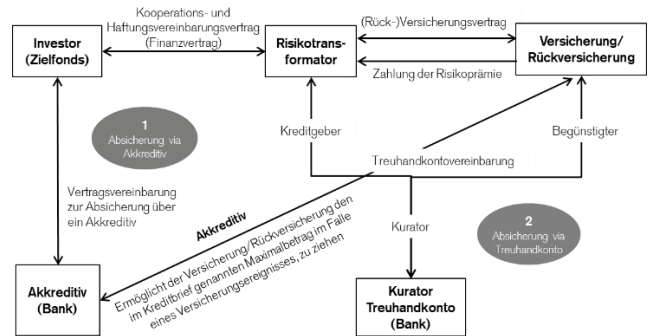 Kooperations- und
Haftungsvereinbarungsvertrag
(Finanzvertrag)
(Rück-)Versicherungsvertrag
Investor
(Zielfonds)
Risikotrans-
formator
Versicherung/
Rückversicherung
Zahlung der Risikoprämie
1
Absicherung via
Akkreditiv
Kreditgeber
Begünstigter
Treuhandkontovereinbarung
Vertragsvereinbarung
zur Absicherung über
ein Akkreditiv
Akkreditiv
Ermöglicht der Versicherung/Rückversicherung den
im Kreditbrief genannten Maximalbetrag im Falle
eines Versicherungsereignisses, zu ziehen
Kurator
2
Absicherung via
Treuhandkonto
Akkreditiv
(Bank)
Kurator
Treuhandkonto
(Bank)